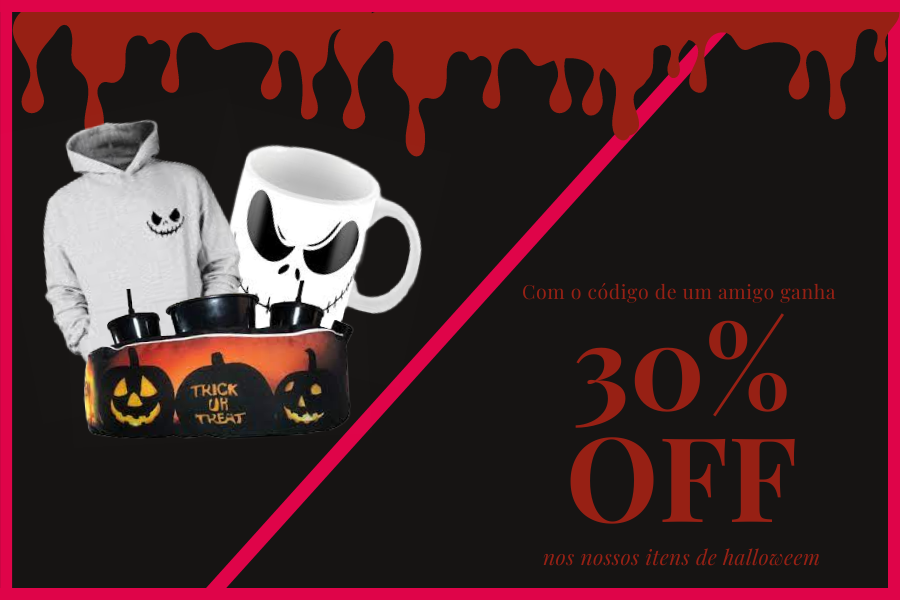 TRICK
OR
TREAT
Com o código de um amigo ganha
30%
OFF
nos nossos itens de halloweem